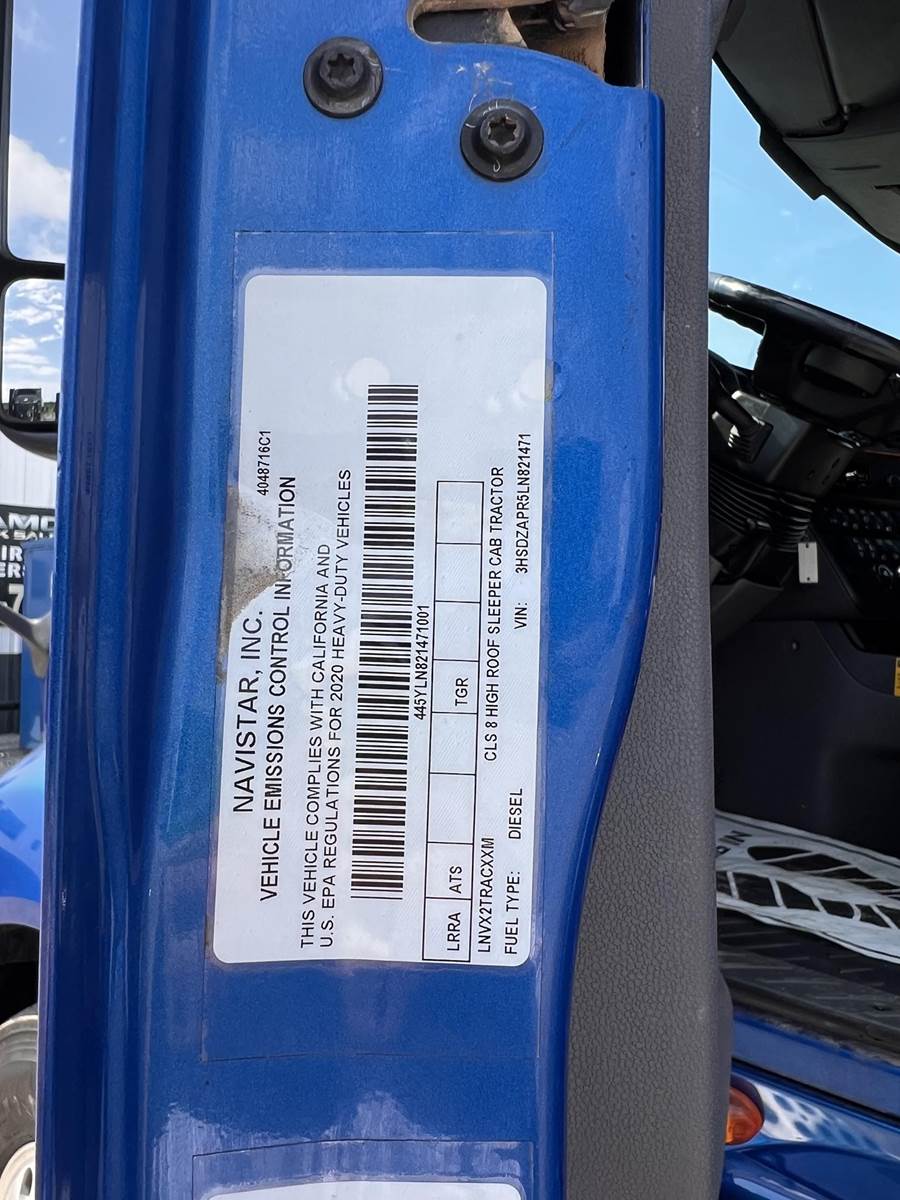 4048716C1
NAVISTAR, INC.
VEHICLE EMISSIONS CONTROL INFORMATION
THIS VEHICLE COMPLIES WITH CALIFORNIA AND
U.S. EPA REGULATIONS FOR 2020 HEAVY-DUTY VEHICLES
445YLN821471001
LRRA ATS TGR
LNVX2TRACXXM CLS 8 HIGH ROOF SLEEPER CAB TRACTOR
FUEL TYPE: DIESEL VIN: 3HSDZAPR5LN821471